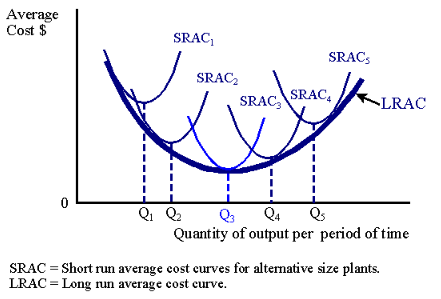 Average
Cost $
SRAC1
SRAC2
SRAC3
SRAC4
SRAC5
LRAC
0
Q1 Q2 Q3 Q4 Q5
Quantity of output per period of time
SRAC = Short run average cost curves for alternative size plants.
LRAC = Long run average cost curve.